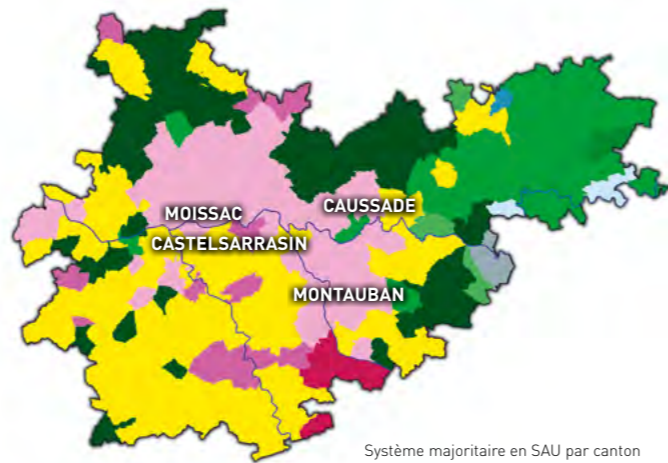 CAUSSADE
MOISSAC
CASTELSARRASIN
MONTAUBAN
Système majoritaire en SAU par canton